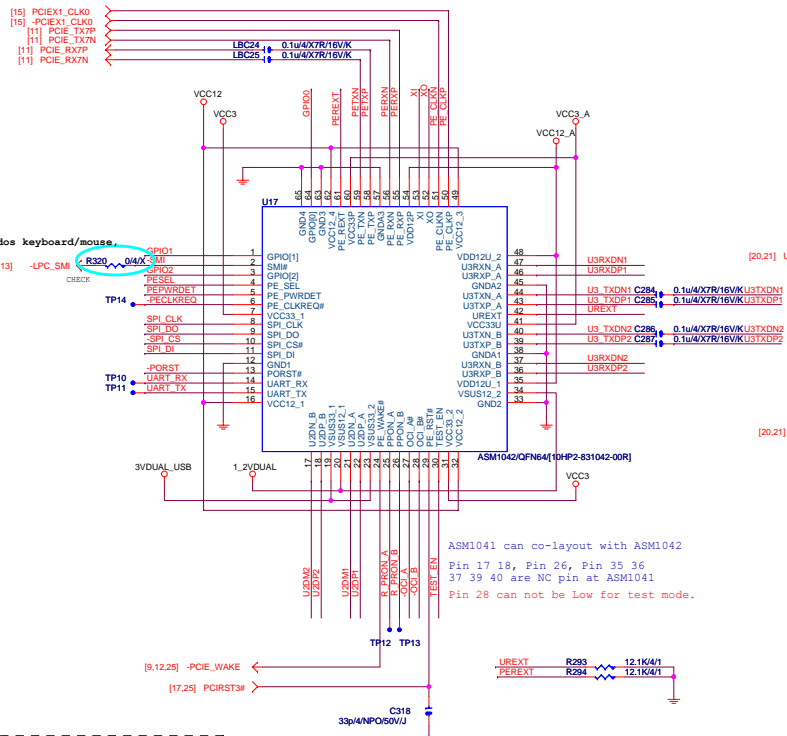 [15] PCIEX1_CLK0
[15] -PCIEX1_CLK0
[11] PCIE_TX7P
[11] PCIE_TX7N
[11] PCIE_RX7P
[11] PCIE_RX7N
LBC24 0.1u/4/X7R/16V/K
LBC25 0.1u/4/X7R/16V/K
VCC12
VCC3
VCC3_A
VCC12_A
GPIO0
PEREXT
PETXN
PETXP
PERXN
PERXP
XI
XO
PE_CLKN
PE_CLKP
65 64 63 62 61 60 59 58 57 56 55 54 53 52 51 50 49
U17
GND4
GPIO[0]
GND3
VCC12_4
PE_REXT
VCC33P
PE_TXN
PE_TXP
GNDA3
PE_RXN
PE_RXP
VDD12P
XI
XO
PE_CLKN
PE_CLKP
VCC12_3
dos keyboard/mouse,
13] -LPC_SMI R320 0/4/X
CHECK
GPIO1 1 GPIO[1]
-SMI 2 SMI#
GPIO2 3 GPIO[2]
PESEL 4 PE_SEL
PEPWRDET 5 PE_PWRDET
TP14 -PECLKREQ 6 PE_CLKREQ#
7 VCC33_1
SPI_CLK 8 SPI_CLK
SPI_DO 9 SPI_DO
-SPI_CS 10 SPI_CS#
SPI_DI 11 SPI_DI
12 GND1
-PORST 13 PORST#
TP10 UART_RX 14 UART_RX
TP11 UART_TX 15 UART_TX
16 VCC12_1
VDD12U_2 48
U3RXN_A 47 U3RXDN1
U3RXP_A 46 U3RXDP1
GNDA2 45
U3TXN_A 44 U3_TXDN1 C284 0.1u/4/X7R/16V/K U3TXDN1
U3TXP_A 43 U3_TXDP1 C285 0.1u/4/X7R/16V/K U3TXDP1
UREXT 42 UREXT
VCC33U 41
U3TXN_B 40 U3_TXDN2 C286 0.1u/4/X7R/16V/K U3TXDN2
U3TXP_B 39 U3_TXDP2 C287 0.1u/4/X7R/16V/K U3TXDP2
GNDA1 38
U3RXN_B 37 U3RXDN2
U3RXP_B 36 U3RXDP2
VDD12U_1 35
VSUS12_2 34
GND2 33
[20,21] U
[20,21]
U2DN_B
U2DP_B
VSUS33_1
VSUS12_1
U2DN_A
U2DP_A
VSUS33_2
PE_WAKE#
PPON_A
PPON_B
OCI_A#
OCI_B#
PE_RST#
TEST_EN
VCC33_2
VCC12_2
ASM1042/QFN64/[10HP2-831042-00R]
17 18 19 20 21 22 23 24 25 26 27 28 29 30 31 32
3VDUAL_USB
1_2VDUAL
VCC3
U2DM2
U2DP2
U2DM1
U2DP1
R_PRON_A
R_PRON_B
-OCI_A
-OCI_B
TEST_EN
ASM1041 can co-layout with ASM1042
Pin 17 18, Pin 26, Pin 35 36
37 39 40 are NC pin at ASM1041
Pin 28 can not be Low for test mode.
TP12 TP13
[9,12,25] -PCIE_WAKE
[17,25] PCIRST3#
UREXT R293 12.1K/4/1
PEREXT R294 12.1K/4/1
C318
33p/4/NPO/50V/J